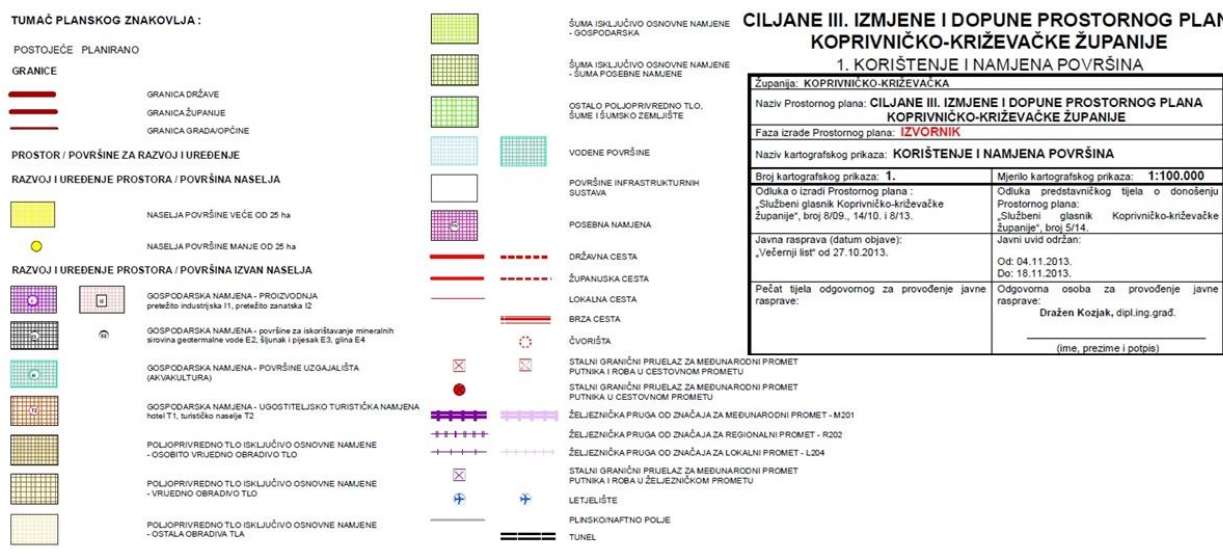 TUMAČ PLANSKOG ZNAKOVLJA :
POSTOJEĆE PLANIRANO
GRANICE
GRANICA DRŽAVE
GRANICA ŽUPANIJE
GRANICA GRADA/OPĆINE
PROSTOR / POVRŠINE ZA RAZVOJ I UREĐENJE
RAZVOJ I UREĐENJE PROSTORA / POVRŠINA NASELJA
NASELJA POVRŠINE VEĆE OD 25 ha
NASELJA POVRŠINE MANJE OD 25 ha
RAZVOJ I UREĐENJE PROSTORA / POVRŠINA IZVAN NASELJA
GOSPODARSKA NAMJENA - PROIZVODNJA
pretežito industrijska I1, pretežito zanatska I2
GOSPODARSKA NAMJENA - površine za iskorištavanje mineralnih
sirovina geotermalne vode E2, šljunak i pijesak E3, glina E4
GOSPODARSKA NAMJENA - POVRŠINE UZGAJALIŠTA
(AKVAKULTURA)
GOSPODARSKA NAMJENA - UGOSTITELJSKO TURISTIČKA NAMJENA
hotel T1, turističko naselje T2
POLJOPRIVREDNO TLO ISKLJUČIVO OSNOVNE NAMJENE
- OSOBITO VRIJEDNO OBRADIVO TLO
POLJOPRIVREDNO TLO ISKLJUČIVO OSNOVNE NAMJENE
- VRIJEDNO OBRADIVO TLO
POLJOPRIVREDNO TLO ISKLJUČIVO OSNOVNE NAMJENE
- OSTALA OBRADIVA TLA
ŠUMA ISKLJUČIVO OSNOVNE NAMJENE
- GOSPODARSKA
ŠUMA ISKLJUČIVO OSNOVNE NAMJENE
- ŠUMA POSEBNE NAMJENE
OSTALO POLJOPRIVREDNO TLO,
ŠUME I ŠUMSKO ZEMLJIŠTE
VODENE POVRŠINE
POVRŠINE INFRASTRUKTURNIH
SUSTAVA
POSEBNA NAMJENA
DRŽAVNA CESTA
ŽUPANIJSKA CESTA
LOKALNA CESTA
BRZA CESTA
ČVORIŠTA
STALNI GRANIČNI PRIJELAZ ZA MEĐUNARODNI PROMET
PUTNIKA I ROBA U CESTOVNOM PROMETU
STALNI GRANIČNI PRIJELAZ ZA MEĐUNARODNI PROMET
PUTNIKA U CESTOVNOM PROMETU
ŽELJEZNIČKA PRUGA OD ZNAČAJA ZA MEĐUNARODNI PROMET - M201
ŽELJEZNIČKA PRUGA OD ZNAČAJA ZA REGIONALNI PROMET - R202
ŽELJEZNIČKA PRUGA OD ZNAČAJA ZA LOKALNI PROMET - L204
STALNI GRANIČNI PRIJELAZ ZA MEĐUNARODNI PROMET
PUTNIKA I ROBA U ŽELJEZNIČKOM PROMETU
LETJELIŠTE
PLINSKO/NAFTNO POLJE
TUNEL
CILJANE III. IZMJENE I DOPUNE PROSTORNOG PLAN
KOPRIVNIČKO-KRIŽEVAČKE ŽUPANIJE
1. KORIŠTENJE I NAMJENA POVRŠINA
Županija: KOPRIVNIČKO-KRIŽEVAČKA
Naziv Prostornog plana: CILJANE III. IZMJENE I DOPUNE PROSTORNOG PLANA
KOPRIVNIČKO-KRIŽEVAČKE ŽUPANIJE
Faza izrade Prostornog plana: IZVORNIK
Naziv kartografskog prikaza: KORIŠTENJE I NAMJENA POVRŠINA
Broj kartografskog prikaza: 1.
Mjerilo kartografskog prikaza: 1:100.000
Odluka o izradi Prostornog plana :
„Službeni glasnik Koprivničko-križevačke
županije“, broj 8/09., 14/10. i 8/13.
Odluka predstavničkog tijela o donošenju
Prostornog plana:
„Službeni glasnik Koprivničko-križevačke
županije“, broj 5/14.
Javna rasprava (datum objave):
„Večernji list“ od 27.10.2013.
Javni uvid održan:
Od: 04.11.2013.
Do: 18.11.2013.
Pečat tijela odgovornog za provođenje javne
rasprave:
Odgovorna osoba za provođenje javne
rasprave:
Dražen Kozjak, dipl.ing.građ.
(ime, prezime i potpis)